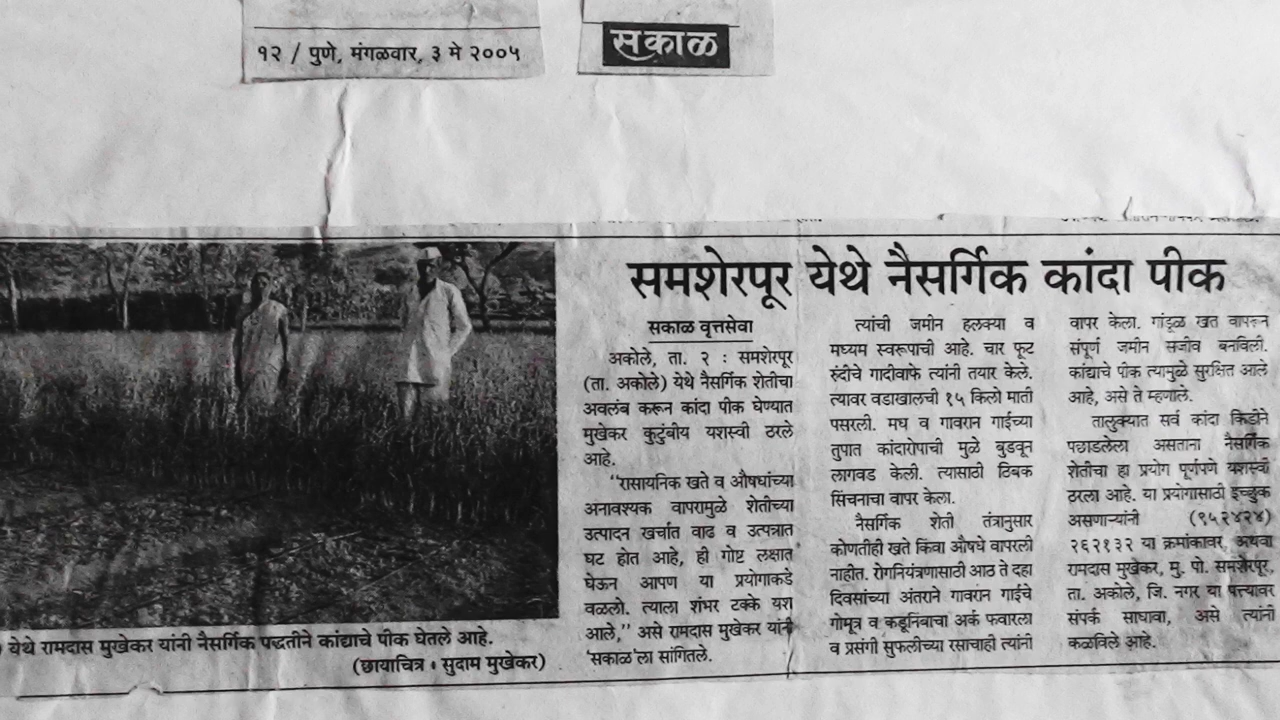 १२ / पुणे, मंगळवार, ३ मे २००५
सकाळ
समशेरपूर येथे नैसर्गिक कांदा पीक
सकाळ वृत्तसेवा
अकोले, ता. २ : समशेरपूर
(ता. अकोले) येथे नैसर्गिक शेतीचा
अवलंब करून कांदा पीक घेण्यात
मुखेकर कुटुंबीय यशस्वी ठरले
आहे.
"रासायनिक खते व औषधांच्या
अनावश्यक वापरामुळे शेतीच्या
उत्पादन खर्चात वाढ व उत्पन्नात
घट होत आहे, ही गोष्ट लक्षात
घेऊन आपण या प्रयोगाकडे
वळलो. त्याला शंभर टक्के यश
आले," असे रामदास मुखेकर यांनी
'सकाळ'ला सांगितले.
त्यांची जमीन हलक्या व
मध्यम स्वरूपाची आहे. चार फूट
रुंदीचे गादीवाफे त्यांनी तयार केले.
त्यावर वडाखालची १५ किलो माती
पसरली. मध व गावरान गाईच्या
तुपात कांदारोपाची मुळे बुडवून
लागवड केली. त्यासाठी ठिबक
सिंचनाचा वापर केला.
नैसर्गिक शेती तंत्रानुसार
कोणतीही खते किंवा औषधे वापरली
नाहीत. रोगनियंत्रणासाठी आठ ते दहा
दिवसांच्या अंतराने गावरान गाईचे
गोमूत्र व कडूनिंबाचा अर्क फवारला
व प्रसंगी सुफलीच्या रसाचाही त्यांनी
वापर केला. गांडूळ खत वापरून
संपूर्ण जमीन सजीव बनविली.
कांद्याचे पीक त्यामुळे सुरक्षित आले
आहे, असे ते म्हणाले.
तालुक्यात सर्व कांदा किडीने
पछाडलेला असताना नैसर्गिक
शेतीचा हा प्रयोग पूर्णपणे यशस्वी
ठरला आहे. या प्रयोगासाठी इच्छुक
असणाऱ्यांनी (९५२४२४)
२६२१३२ या क्रमांकावर अथवा
रामदास मुखेकर, मु. पो. समशेरपूर,
ता. अकोले, जि. नगर या पत्त्यावर
संपर्क साधावा, असे त्यांनी
कळविले आहे.
येथे रामदास मुखेकर यांनी नैसर्गिक पद्धतीने कांद्याचे पीक घेतले आहे.
(छायाचित्र : सुदाम मुखेकर)